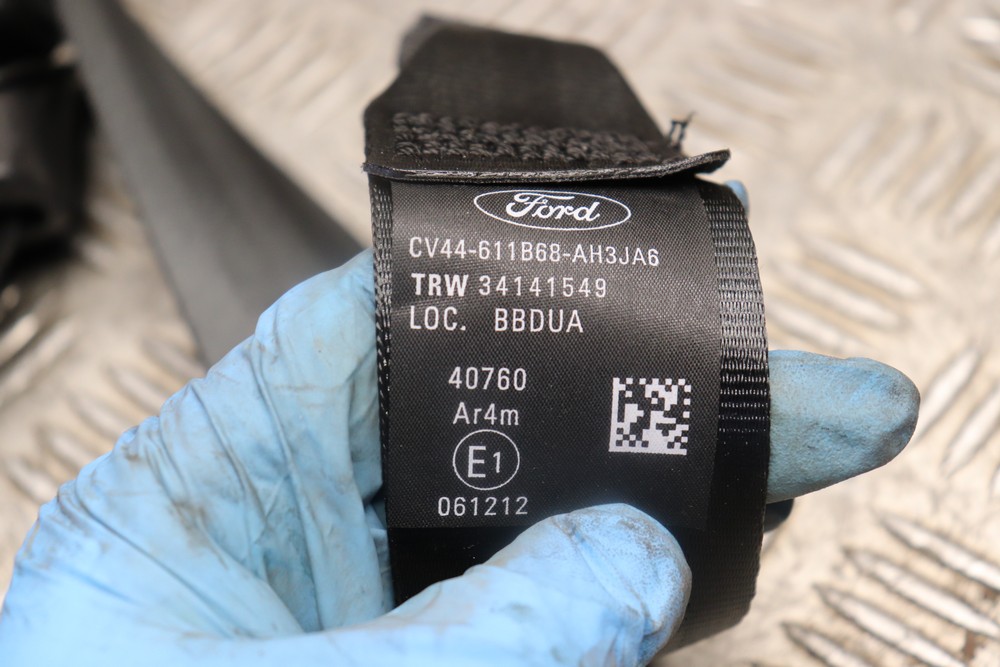 Ford
CV44-611B68-AH3JA6
TRW 34141549
LOC. BBDUA
40760
Ar4m
E1
061212